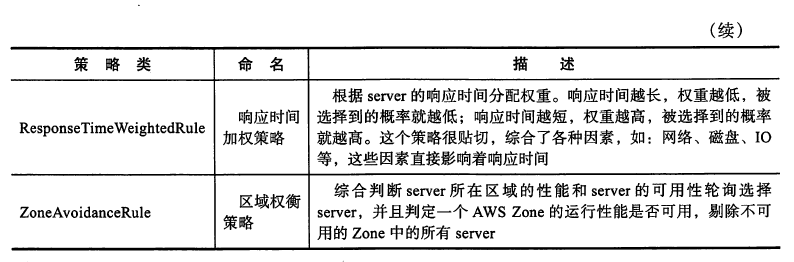 （续）
策 略 类 命 名 描 述
根据 server 的响应时间分配权重。响应时间越长，权重越低，被
响应时间 选择到的概率就越低；响应时间越短，权重越高，被选择到的概率
ResponseTimeWeightedRule
加权策略 就越高。这个策略很贴切，综合了各种因素，如：网络、磁盘、IO
等，这些因素直接影响着响应时间
综合判断 server 所在区域的性能和 server 的可用性轮询选择
区域权衡
ZoneAvoidanceRule server，并且判定一个 AWS Zone 的运行性能是否可用，剔除不可
策略
用的 Zone 中的所有 server